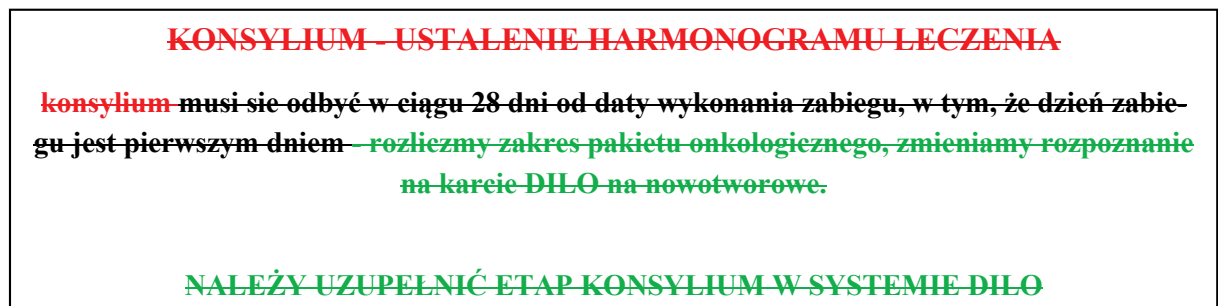 KONSYLIUM - USTALENIE HARMONOGRAMU LECZENIA
konsylium musi sie odbyć w ciągu 28 dni od daty wykonania zabiegu, w tym, że dzień zabie-
gu jest pierwszym dniem - rozliczmy zakres pakietu onkologicznego, zmieniamy rozpoznanie
na karcie DILO na nowotworowe.
NALEŻY UZUPEŁNIĆ ETAP KONSYLIUM W SYSTEMIE DILO